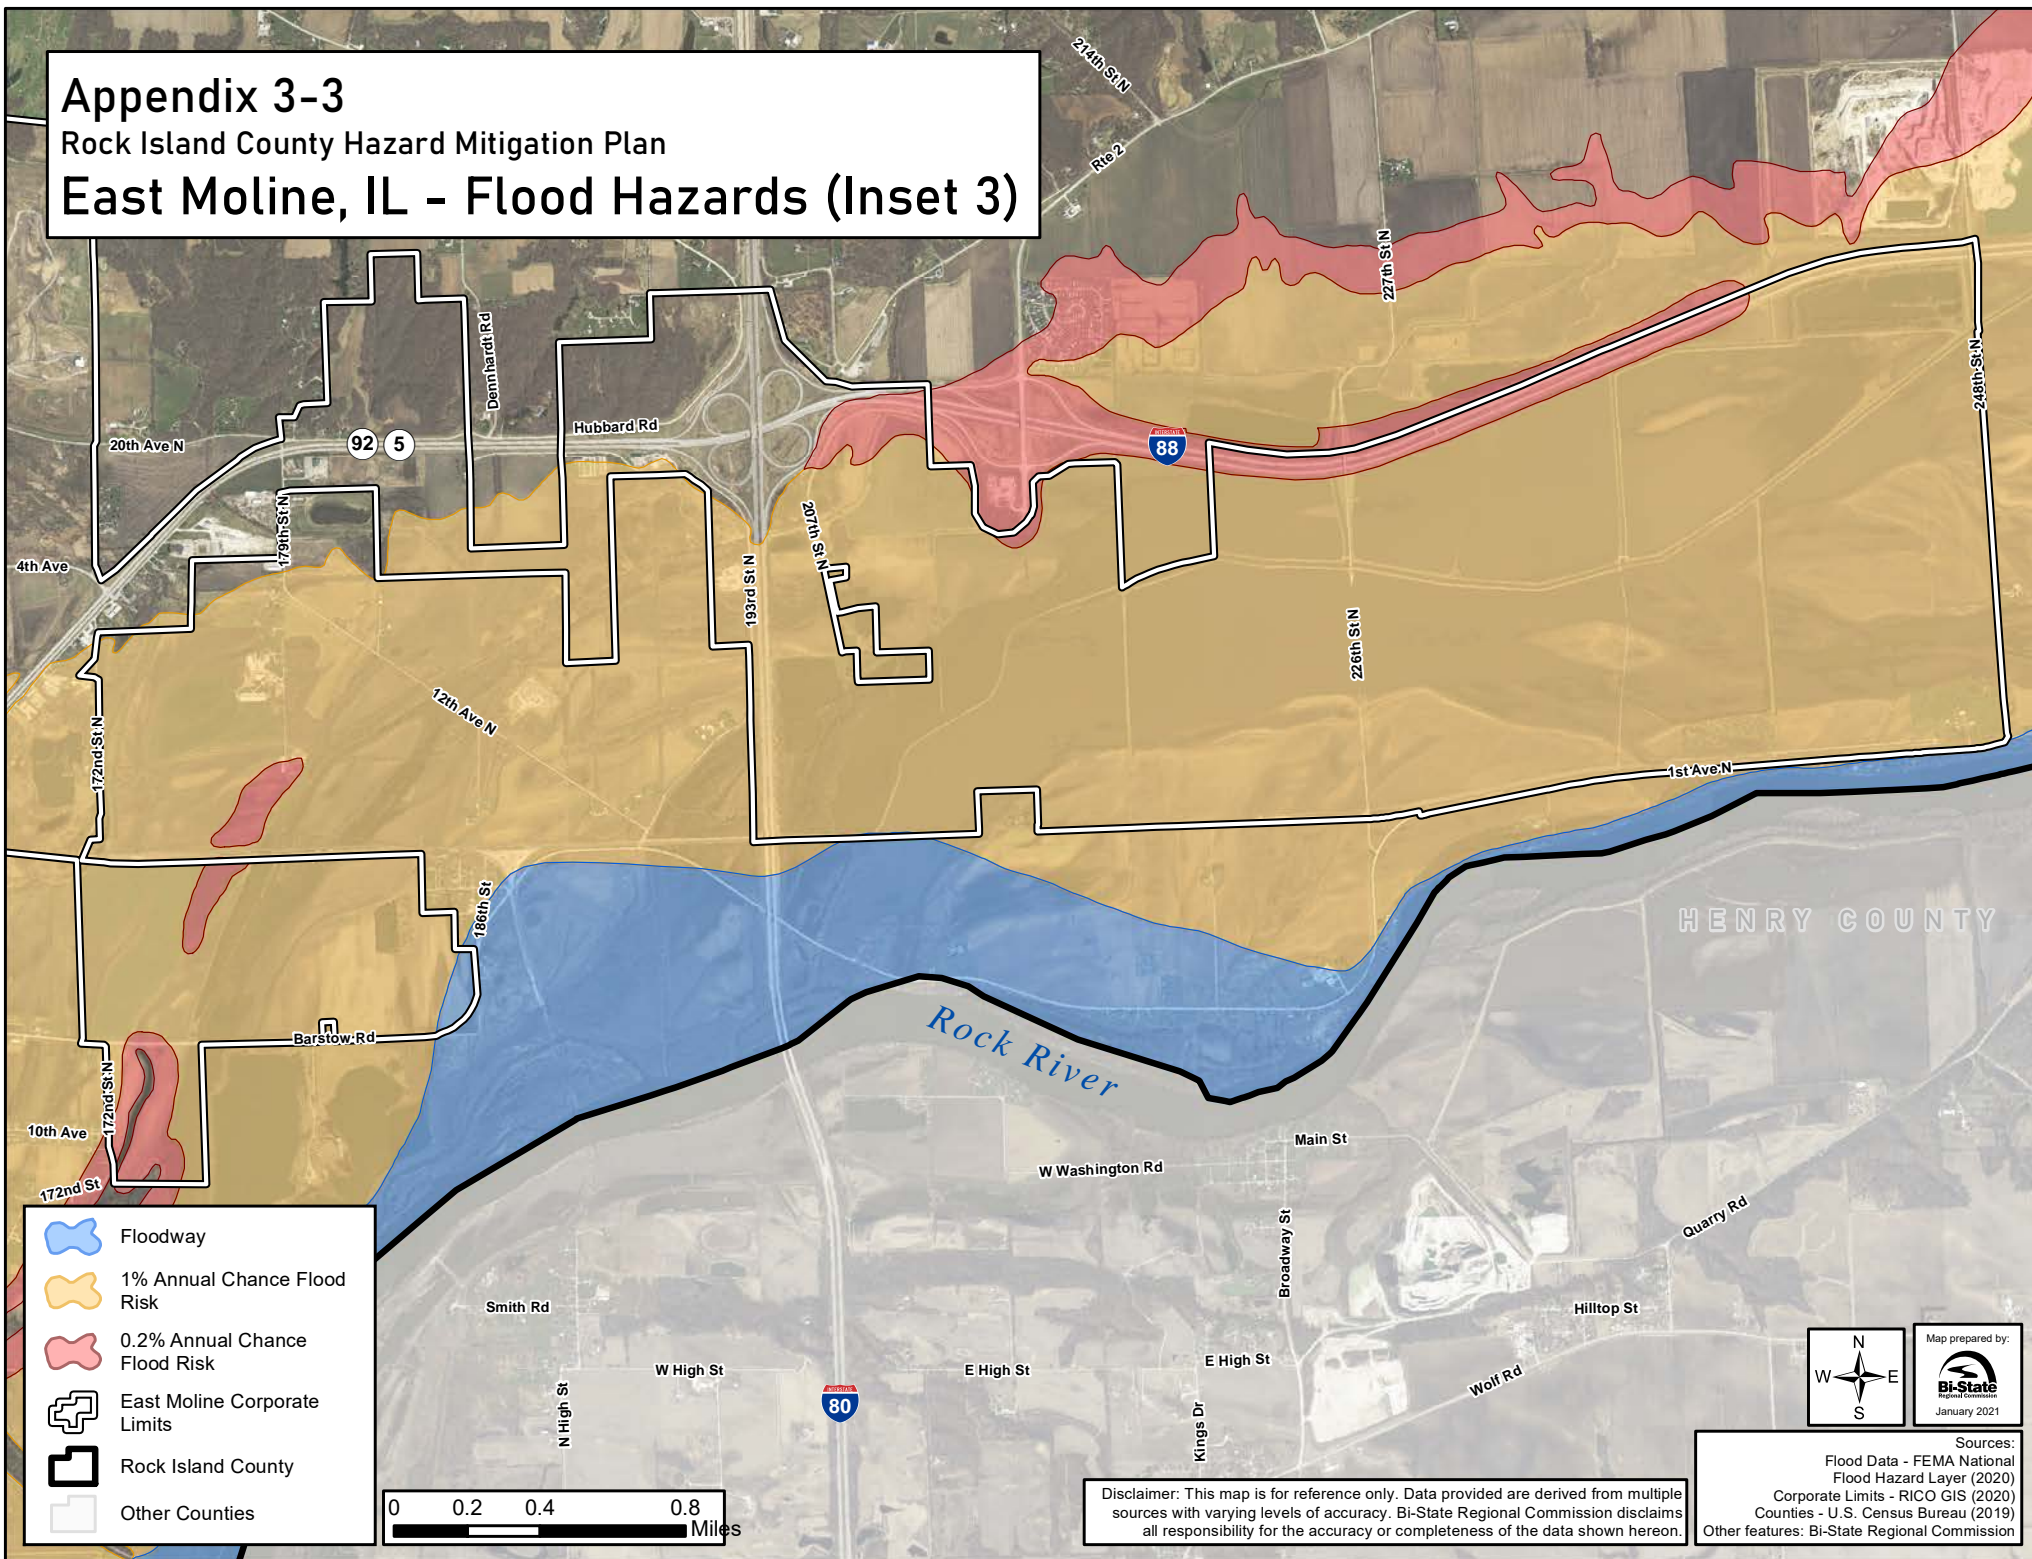 Appendix 3-3
Rock Island County Hazard Mitigation Plan
East Moline, IL - Flood Hazards (Inset 3)
214th St N
Rte 2
227th St N
248th St N
Dennhardt Rd
Hubbard Rd
20th Ave N
92
5
INTERSTATE
88
179th St N
4th Ave
207th St N
193rd St N
226th St N
12th Ave N
172nd St N
1st Ave N
186th St
HENRY COUNTY
Barstow Rd
Rock River
172nd St N
10th Ave
172nd St
Main St
W Washington Rd
Broadway St
Quarry Rd
Smith Rd
Hilltop St
W High St
E High St
E High St
Wolf Rd
N High St
INTERSTATE
80
Kings Dr
Floodway
1% Annual Chance Flood
Risk
0.2% Annual Chance
Flood Risk
East Moline Corporate
Limits
Rock Island County
Other Counties
0 0.2 0.4 0.8
Miles
N
W E
S
Map prepared by:
Bi-State
Regional Commission
January 2021
Disclaimer: This map is for reference only. Data provided are derived from multiple
sources with varying levels of accuracy. Bi-State Regional Commission disclaims
all responsibility for the accuracy or completeness of the data shown hereon.
Sources:
Flood Data - FEMA National
Flood Hazard Layer (2020)
Corporate Limits - RICO GIS (2020)
Counties - U.S. Census Bureau (2019)
Other features: Bi-State Regional Commission